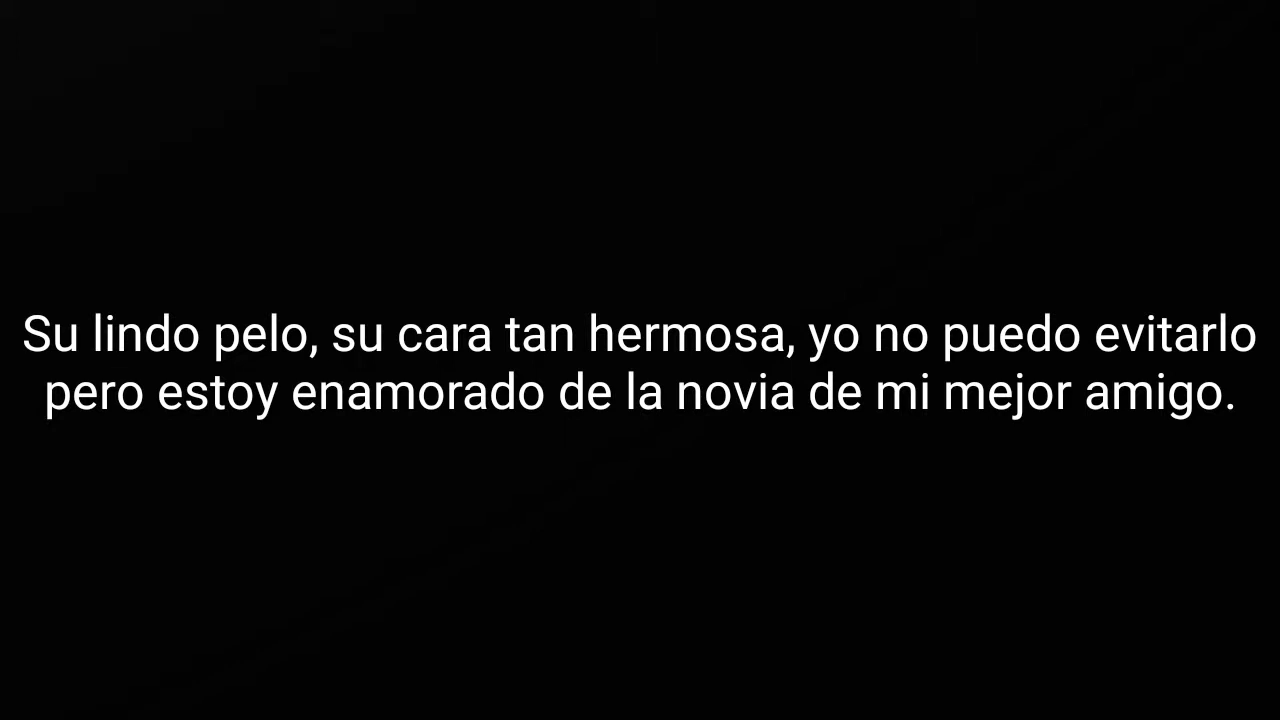 Su lindo pelo, su cara tan hermosa, yo no puedo evitarlo
pero estoy enamorado de la novia de mi mejor amigo.